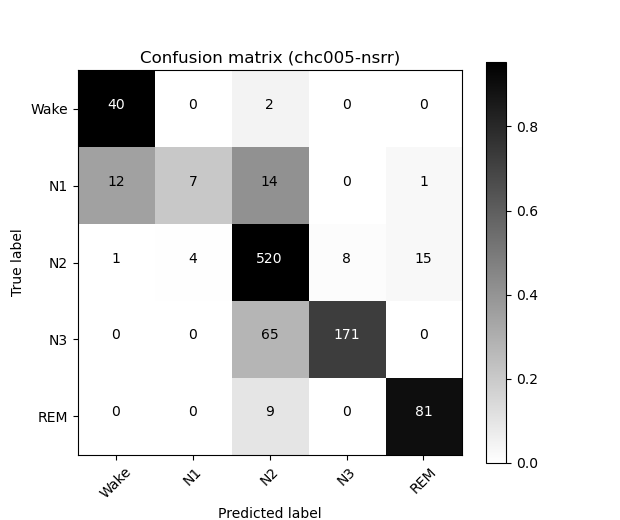 Confusion matrix (chc005-nsrr)
Wake 40 0 2 0 0
N1 12 7 14 0 1
N2 1 4 520 8 15
N3 0 0 65 171 0
REM 0 0 9 0 81
Wake N1 N2 N3 REM
Predicted label
True label
0.8
0.6
0.4
0.2
0.0